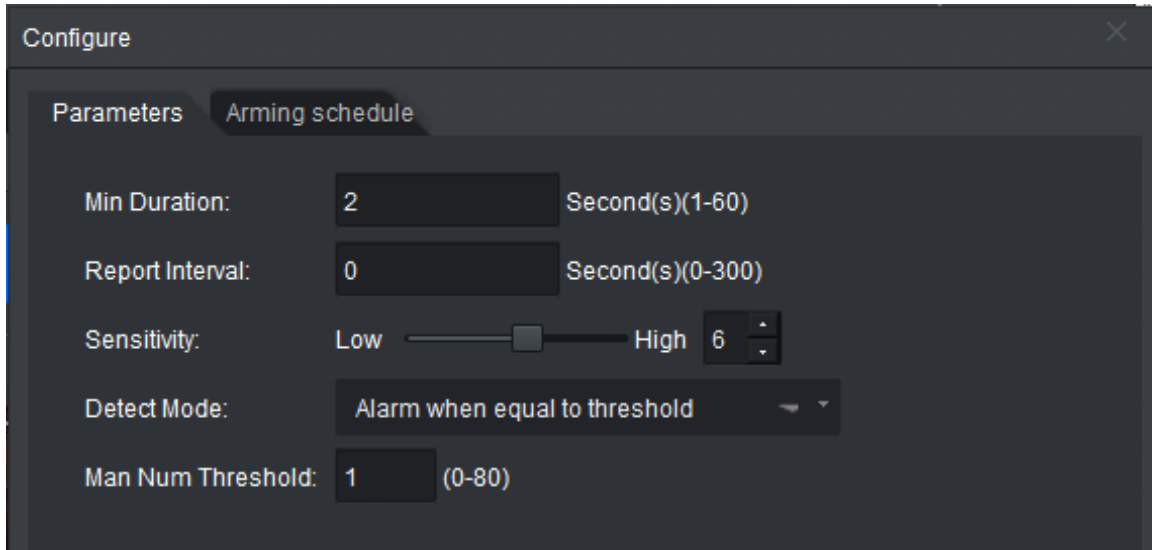 Configure
Parameters Arming schedule
Min Duration: 2 Second(s)(1-60)
Report Interval: 0 Second(s)(0-300)
Sensitivity: Low High 6
Detect Mode: Alarm when equal to threshold
Man Num Threshold: 1 (0-80)